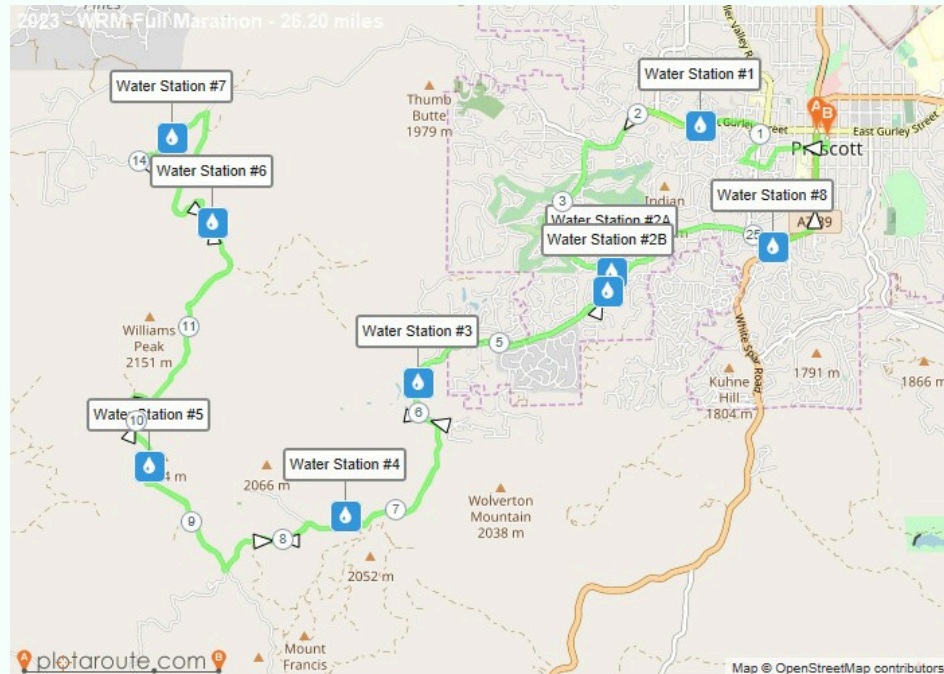 2023 - WRM Full Marathon - 26.20 miles
Water Station #1
Water Station #7
Thumb
Butte
1979 m
2
1
A
B
Gurley Street
East Gurley Street
14
Water Station #6
Water Station #8
Indian
3
Water Station #2A
Water Station #2B
25
11
Williams
Peak
2151 m
Water Station #3
5
White Spar Road
1791 m
1866 m
Kuhne
Hill
1804 m
Water Station #5
10
6
Water Station #4
2066 m
Wolverton
Mountain
2038 m
7
9
8
2052 m
Mount
Francis
A plotaroute.com B
Map © OpenStreetMap contributors